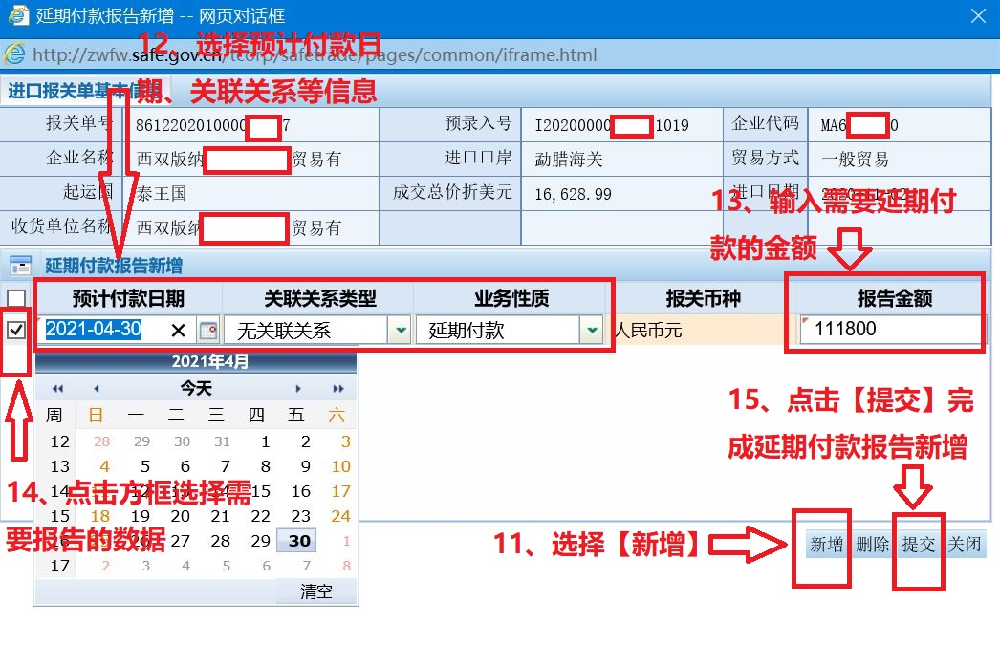 延期付款报告新增 -- 网页对话框
http://zwfw.safe.gov.cn/tcorp/safetrade/pages/common/iframe.html
12、选择预计付款日
期、关联关系等信息
进口报关单基本信息
报关单号 8612202010000 7 预录入号 I20200000 1019 企业代码 MA6 0
企业名称 西双版纳 贸易有 进口口岸 勐腊海关 贸易方式 一般贸易
起运国 泰王国 成交总价折美元 16,628.99 进口日期
收货单位名称 西双版纳 贸易有
13、输入需要延期付
款的金额
延期付款报告新增
预计付款日期 关联关系类型 业务性质 报关币种 报告金额
2021-04-30 无关联关系 延期付款 人民币元 111800
2021年4月
今天
周 日 一 二 三 四 五 六
12 28 29 30 31 1 2 3
13 4 5 6 7 8 9 10
14 12 13 14 15 16 17
15 18 19 20 21 22 23 24
16 26 27 28 29 30 1
17 2 3 4 5 6 7 8
清空
14、点击方框选择需
要报告的数据
15、点击【提交】完
成延期付款报告新增
11、选择【新增】
新增 删除 提交 关闭